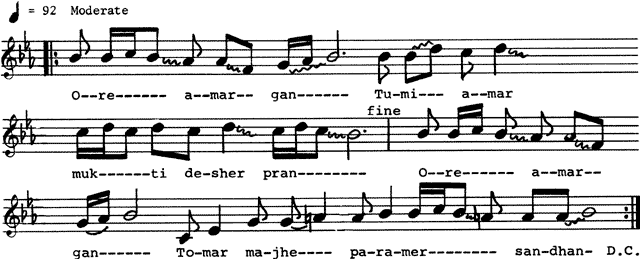 ♩ = 92 Moderate
O--re------ a--mar- gan------- Tu-mi--- a--mar
fine
muk------ti de-sher pran--------- O--re------ a--mar--
gan------ TO-mar ma-jhe---- pa-ra-mer-------- san-dhan- D.C.